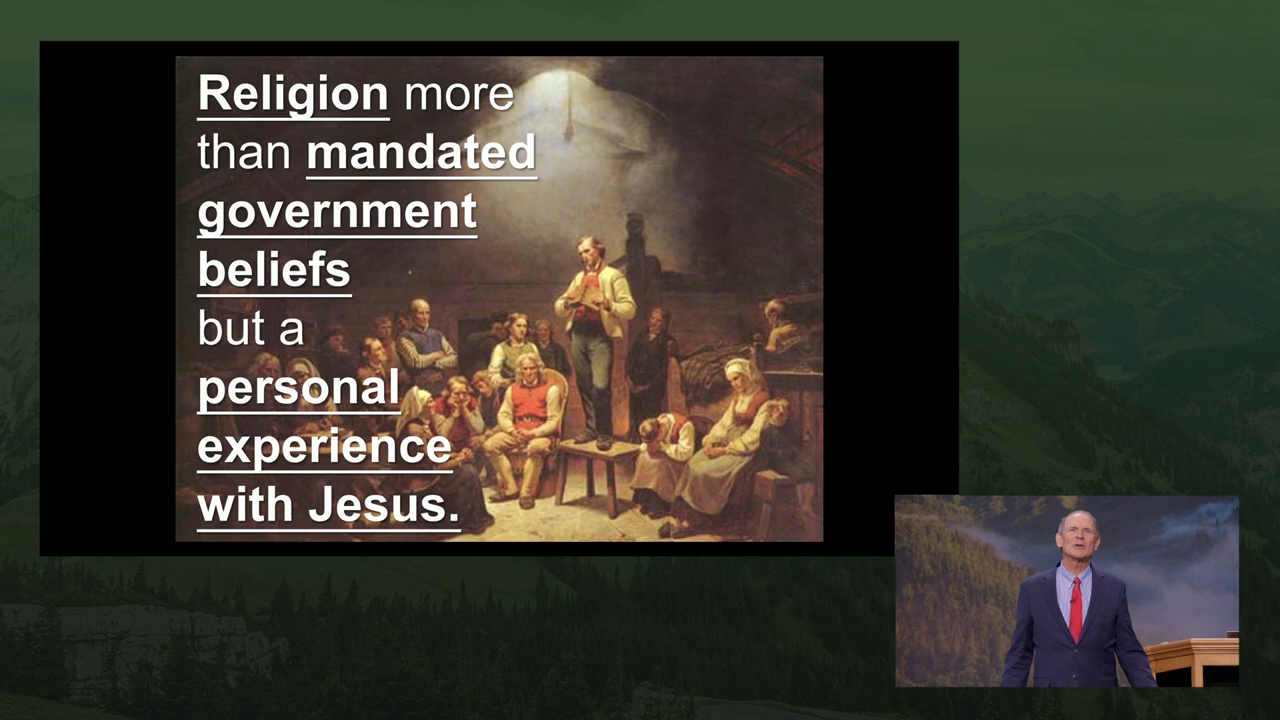 Religion more
than mandated
government
beliefs
but a
personal
experience
with Jesus.